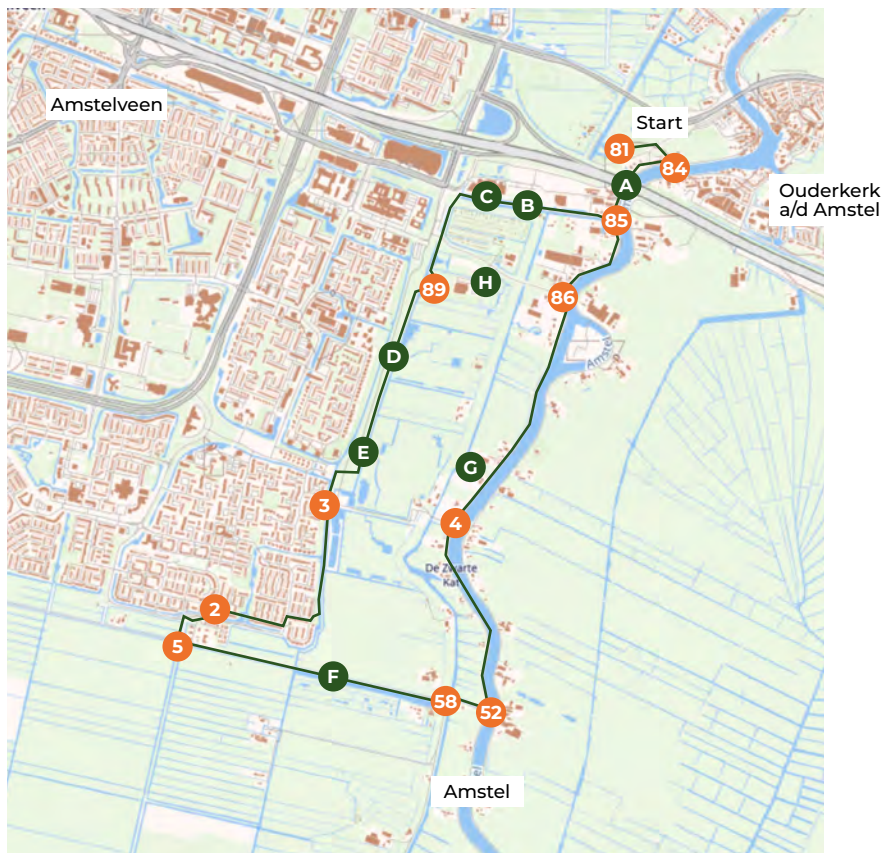 Amstelveen
Start
81
84
A
Ouderkerk
a/d Amstel
C
B
85
H
89
86
Amstel
D
E
G
3
4
De Zwarte
Kat
2
5
F
58
52
Amstel